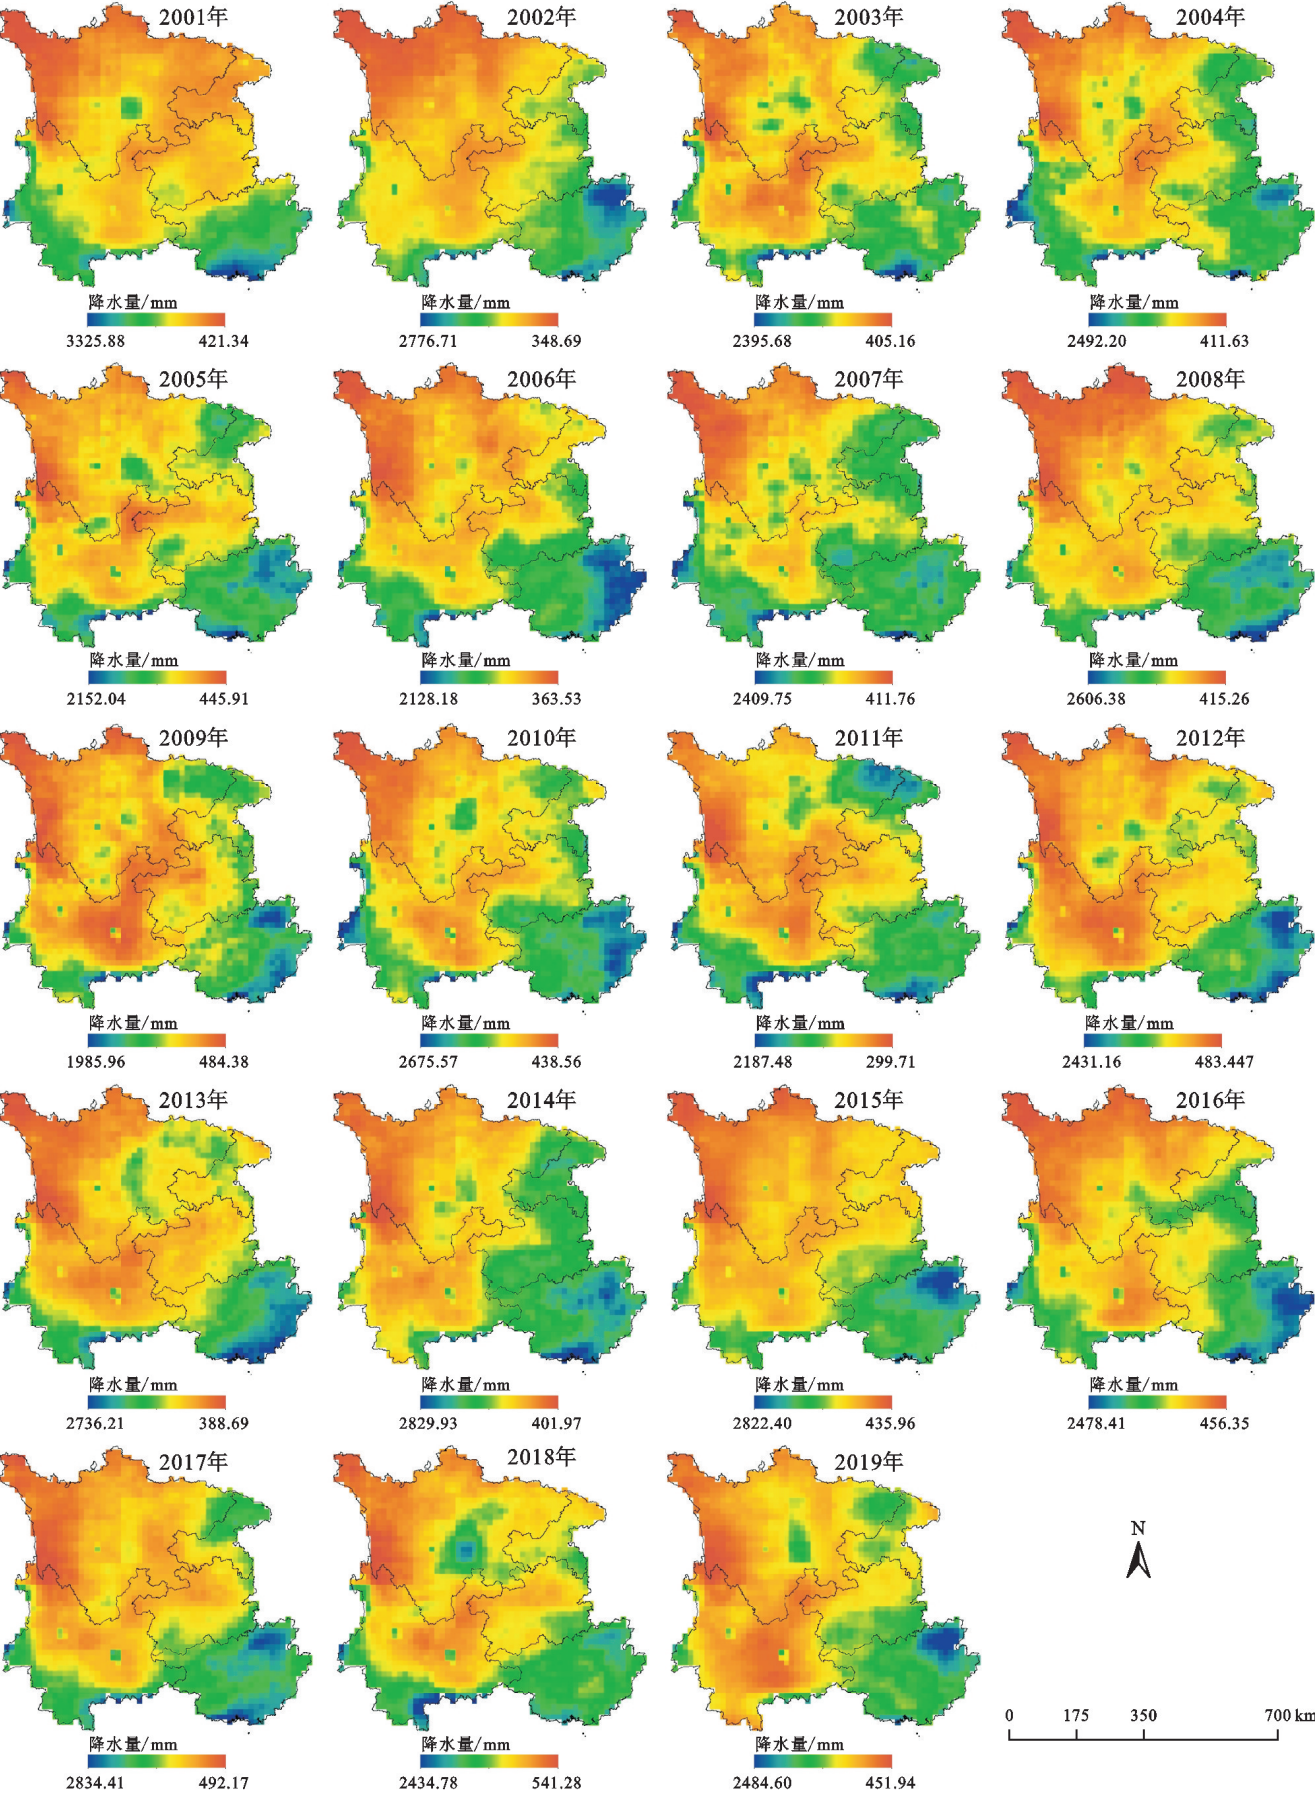 2001年 2002年 2003年 2004年
降水量/mm 降水量/mm 降水量/mm 降水量/mm
3325.88 421.34 2776.71 348.69 2395.68 405.16 2492.20 411.63
2005年 2006年 2007年 2008年
降水量/mm 降水量/mm 降水量/mm 降水量/mm
2152.04 445.91 2128.18 363.53 2409.75 411.76 2606.38 415.26
2009年 2010年 2011年 2012年
降水量/mm 降水量/mm 降水量/mm 降水量/mm
1985.96 484.38 2675.57 438.56 2187.48 299.71 2431.16 483.447
2013年 2014年 2015年 2016年
降水量/mm 降水量/mm 降水量/mm 降水量/mm
2736.21 388.69 2829.93 401.97 2822.40 435.96 2478.41 456.35
2017年 2018年 2019年
N
0 175 350 700 km
降水量/mm 降水量/mm 降水量/mm
2834.41 492.17 2434.78 541.28 2484.60 451.94